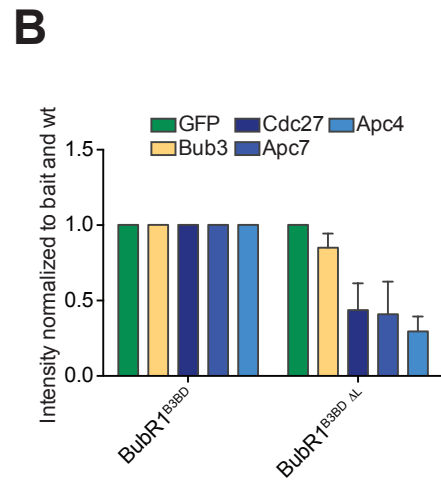 B
GFP Cdc27 Apc4
Bub3 Apc7
Intensity normalized to bait and wt
1.5
1.0
0.5
0.0
BubR1B3BD
BubR1B3BD ΔL